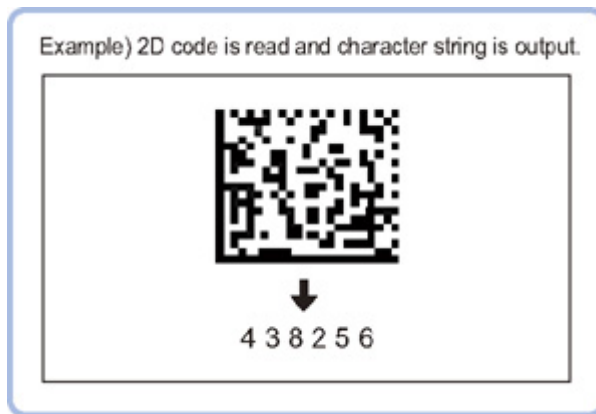 Example) 2D code is read and character string is output.
4 3 8 2 5 6